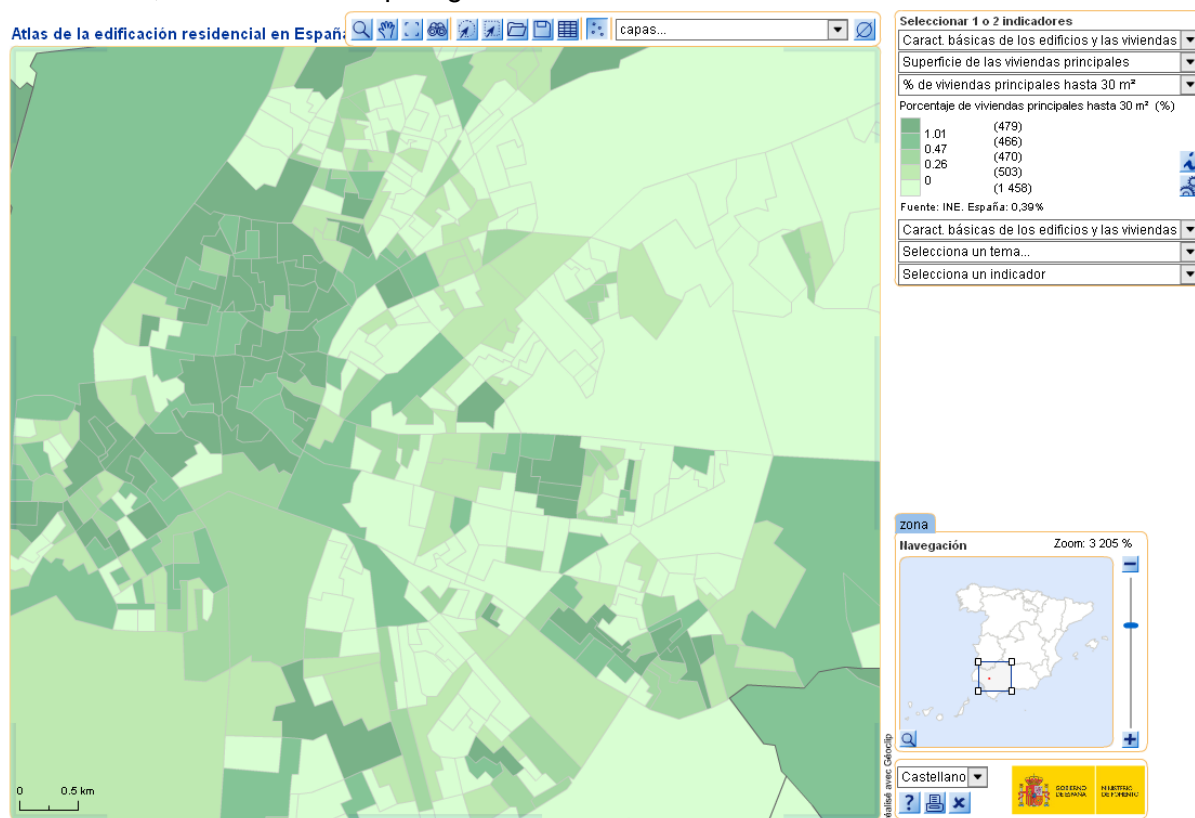 Atlas de la edificación residencial en España
capas...
Seleccionar 1 o 2 indicadores
Caract. básicas de los edificios y las viviendas
Superficie de las viviendas principales
% de viviendas principales hasta 30 m²
Porcentaje de viviendas principales hasta 30 m² (%)
(479)
1.01
(466)
0.47
(470)
0.26
(503)
0
(1 458)
Fuente: INE. España: 0,39%
Caract. básicas de los edificios y las viviendas
Selecciona un tema...
Selecciona un indicador
zona
Navegación
Zoom: 3 205 %
réalisé avec Géoclip
Castellano
GOBIERNO DE ESPAÑA
MINISTERIO DE FOMENTO
0 0.5 km